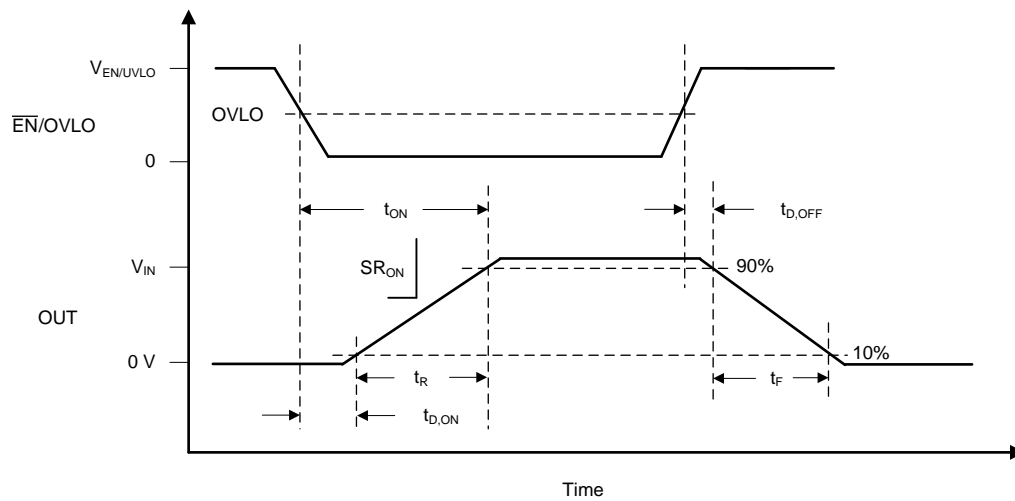 V_EN/UVLO
OVLO
E̅N̅/OVLO
0
t_ON
t_D,OFF
SR_ON
V_IN
90%
OUT
0 V
10%
t_R
t_F
t_D,ON
Time